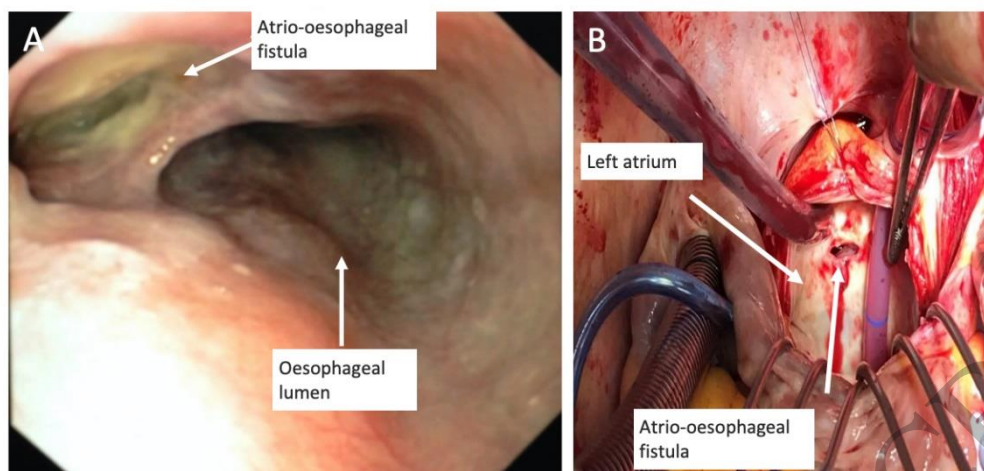 A
Atrio-oesophageal
fistula
Oesophageal
lumen
B
Left atrium
Atrio-oesophageal
fistula